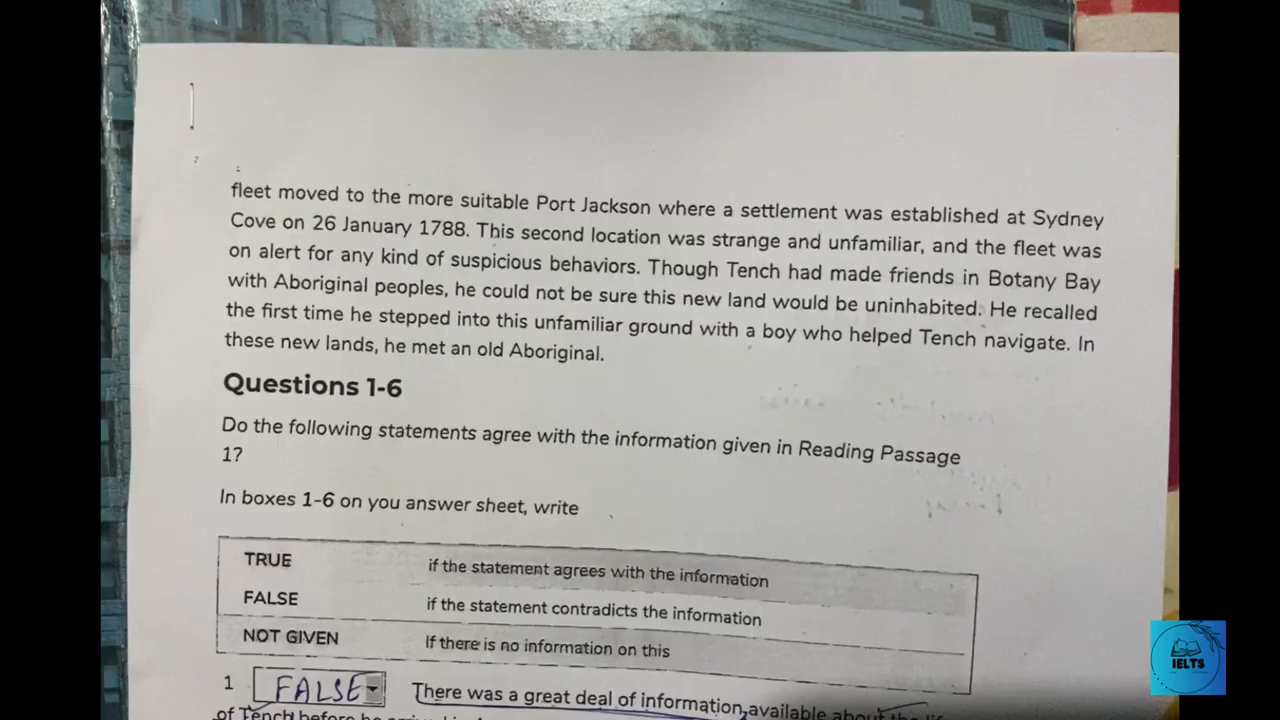 fleet moved to the more suitable Port Jackson where a settlement was established at Sydney
Cove on 26 January 1788. This second location was strange and unfamiliar, and the fleet was
on alert for any kind of suspicious behaviors. Though Tench had made friends in Botany Bay
with Aboriginal peoples, he could not be sure this new land would be uninhabited. He recalled
the first time he stepped into this unfamiliar ground with a boy who helped Tench navigate. In
these new lands, he met an old Aboriginal.
Questions 1-6
Do the following statements agree with the information given in Reading Passage
1?
In boxes 1-6 on you answer sheet, write
TRUE if the statement agrees with the information
FALSE if the statement contradicts the information
NOT GIVEN If there is no information on this
1 FALSE There was a great deal of information available about the
of Tench before he arrived
IELTS